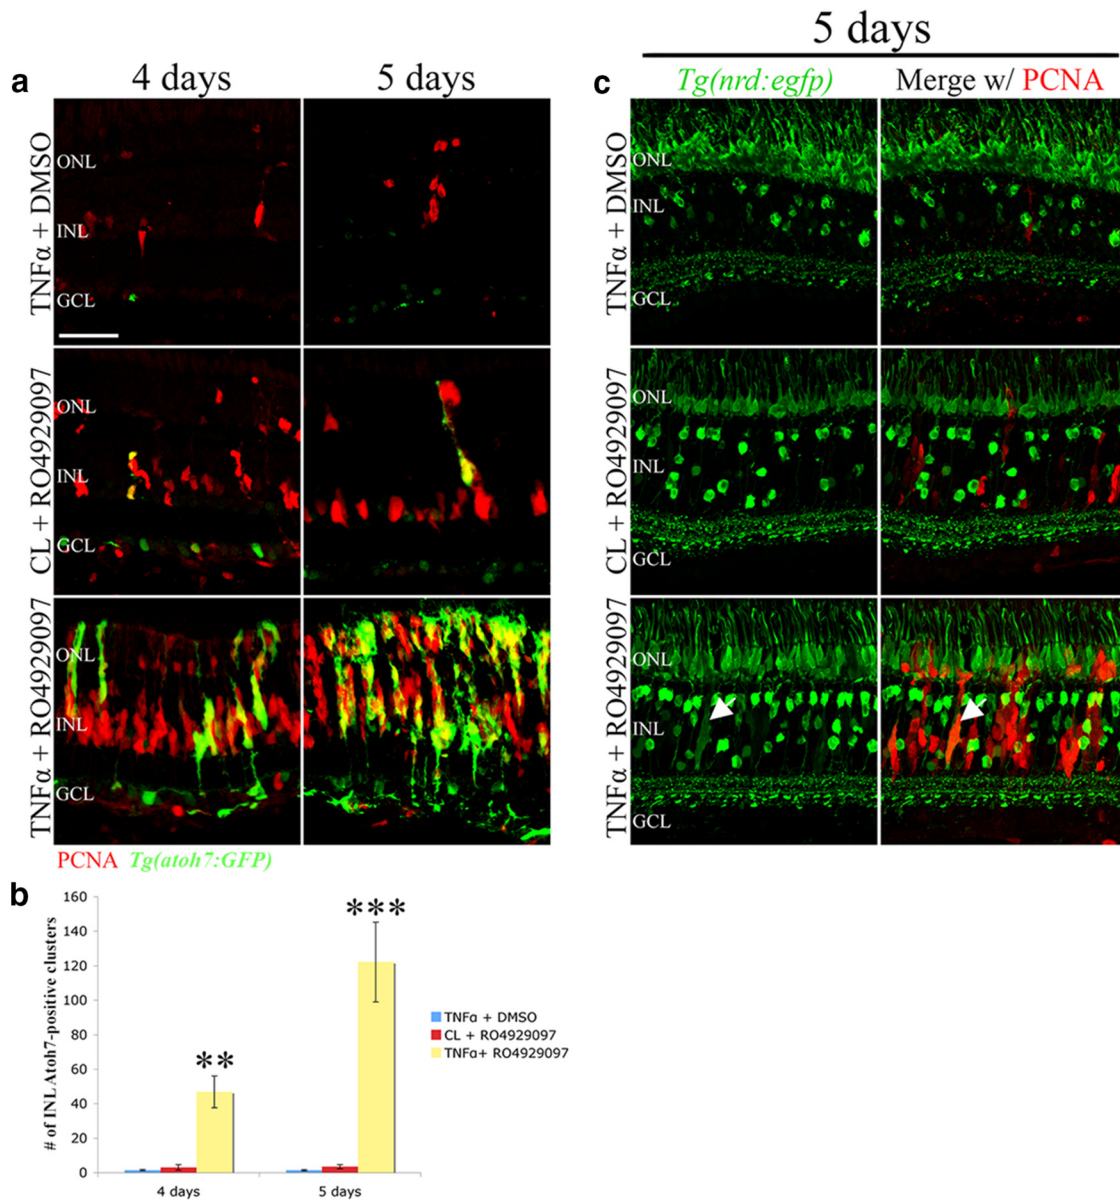 5 days
a
4 days
5 days
c
Tg(nrd:egfp)
Merge w/ PCNA
TNFα + DMSO
ONL
INL
GCL
TNFα + DMSO
ONL
INL
GCL
CL + RO4929097
ONL
INL
GCL
CL + RO4929097
ONL
INL
GCL
TNFα + RO4929097
ONL
INL
GCL
TNFα + RO4929097
ONL
INL
GCL
PCNA Tg(atoh7:GFP)
b
# of INL Atoh7-positive clusters
160
140
120
100
80
60
40
20
0
**
***
4 days
5 days
TNFα + DMSO
CL + RO4929097
TNFα+ RO4929097